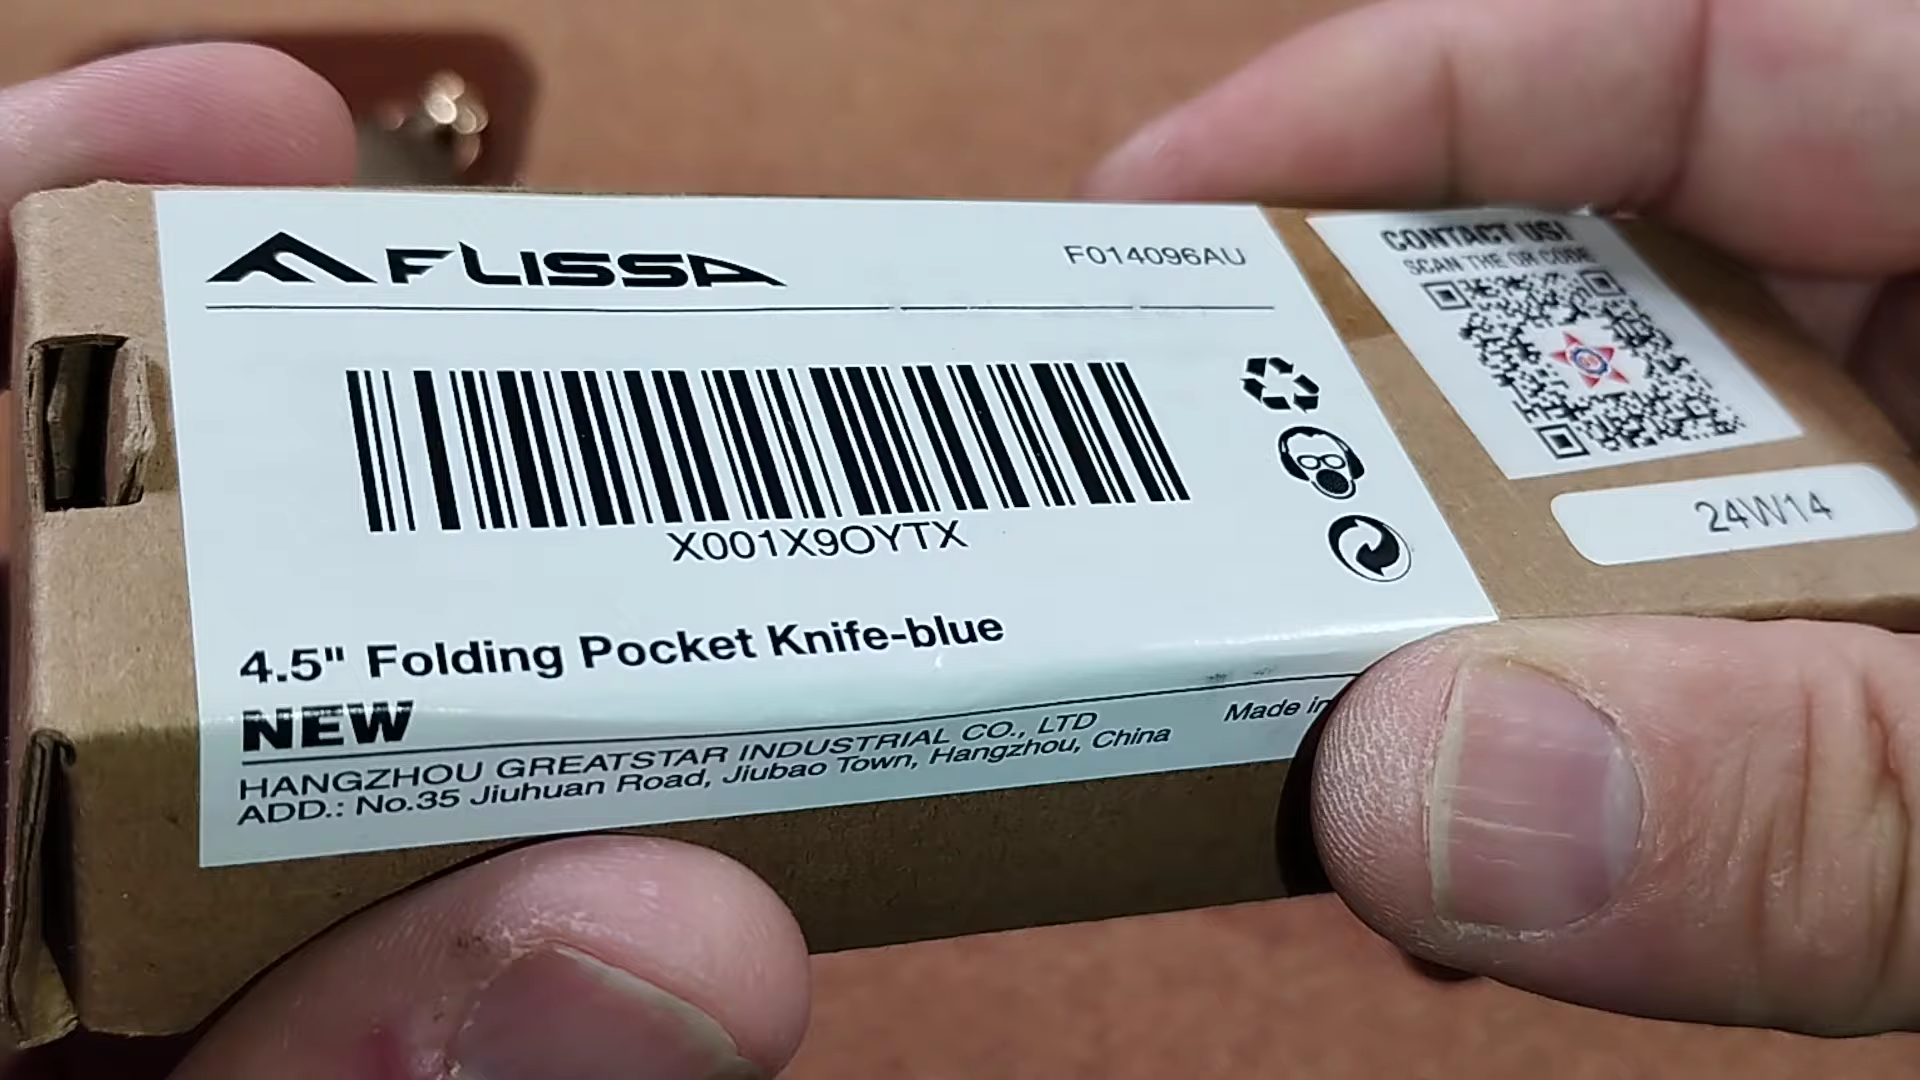 FLISSA
F014096AU
X001X9OYTX
4.5" Folding Pocket Knife-blue
NEW
HANGZHOU GREATSTAR INDUSTRIAL CO., LTD
ADD.: No.35 Jiuhuan Road, Jiubao Town, Hangzhou, China
Made in
CONTACT US!
SCAN THE QR CODE
24W14